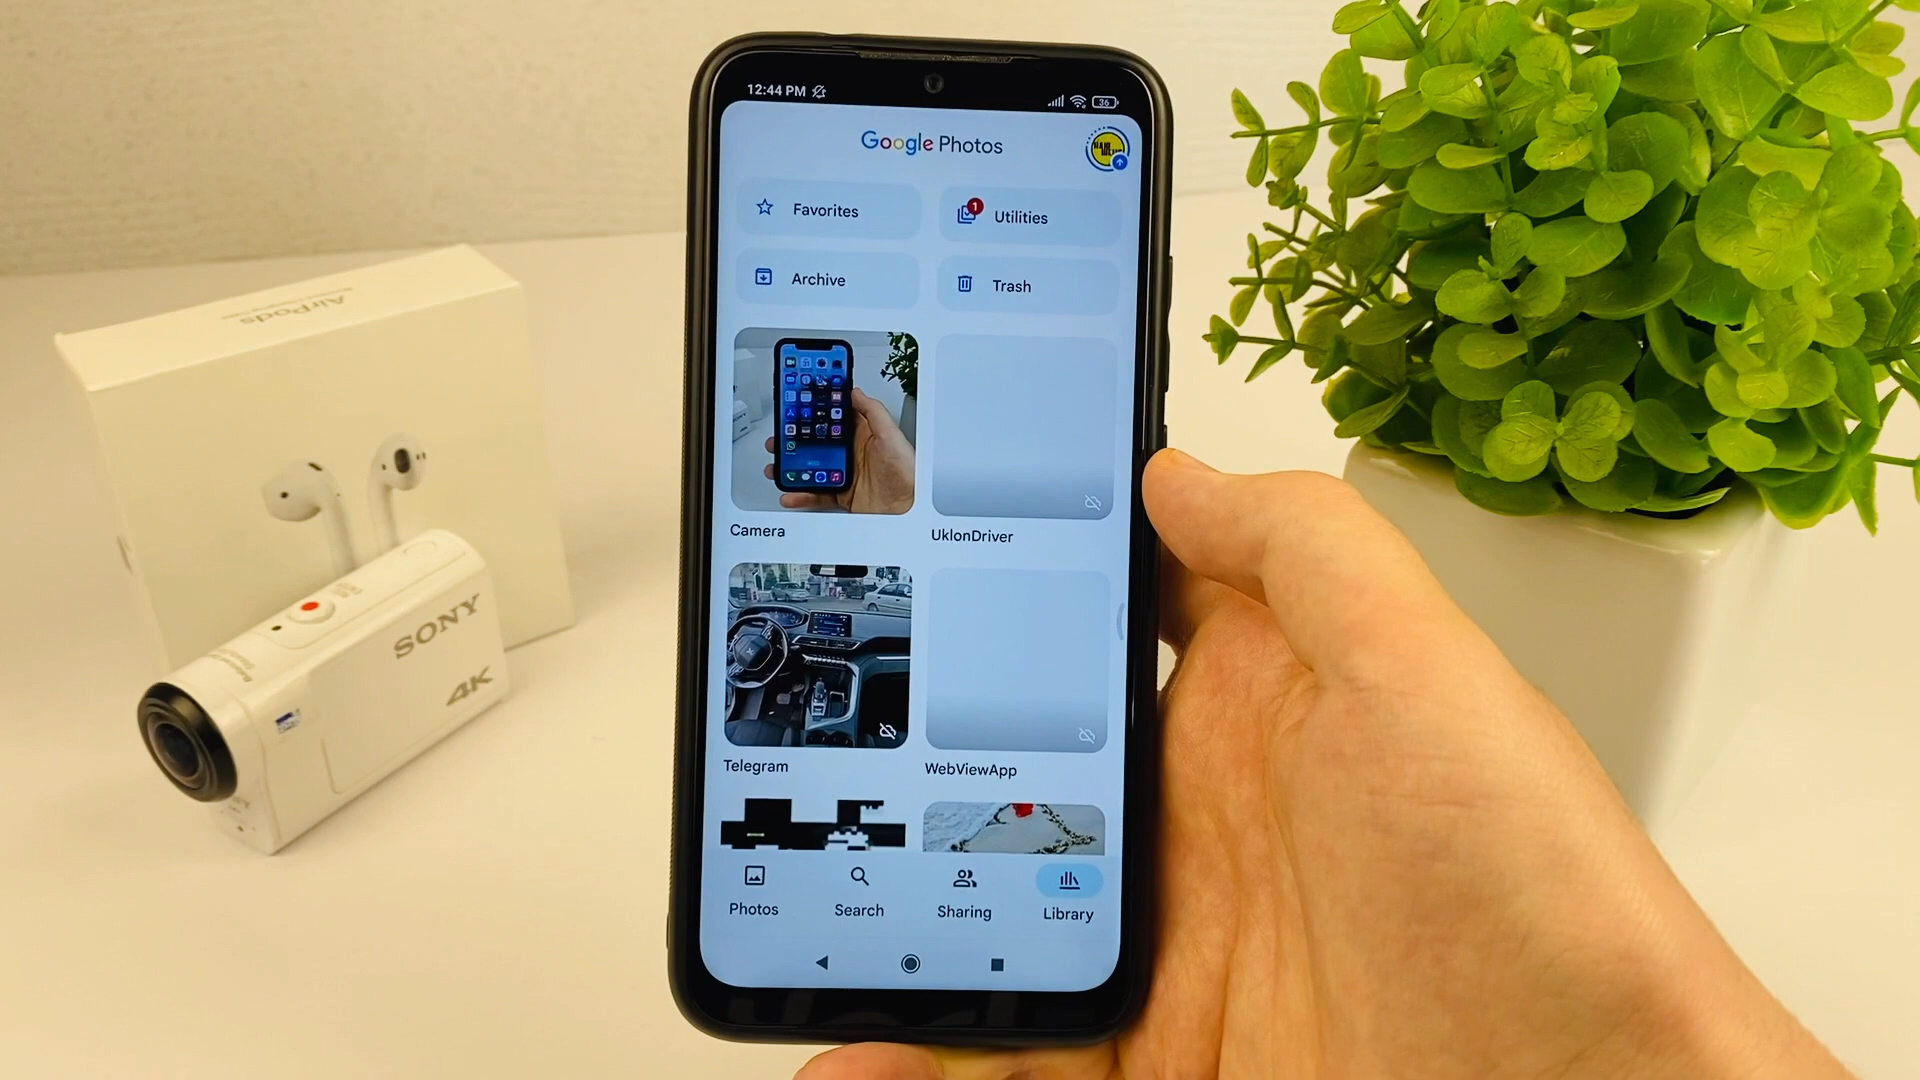 12:44 PM
36
Google Photos
Favorites
1
Utilities
Archive
Trash
Camera
UklonDriver
Telegram
WebViewApp
Photos
Search
Sharing
Library
AirPods
SONY
4K